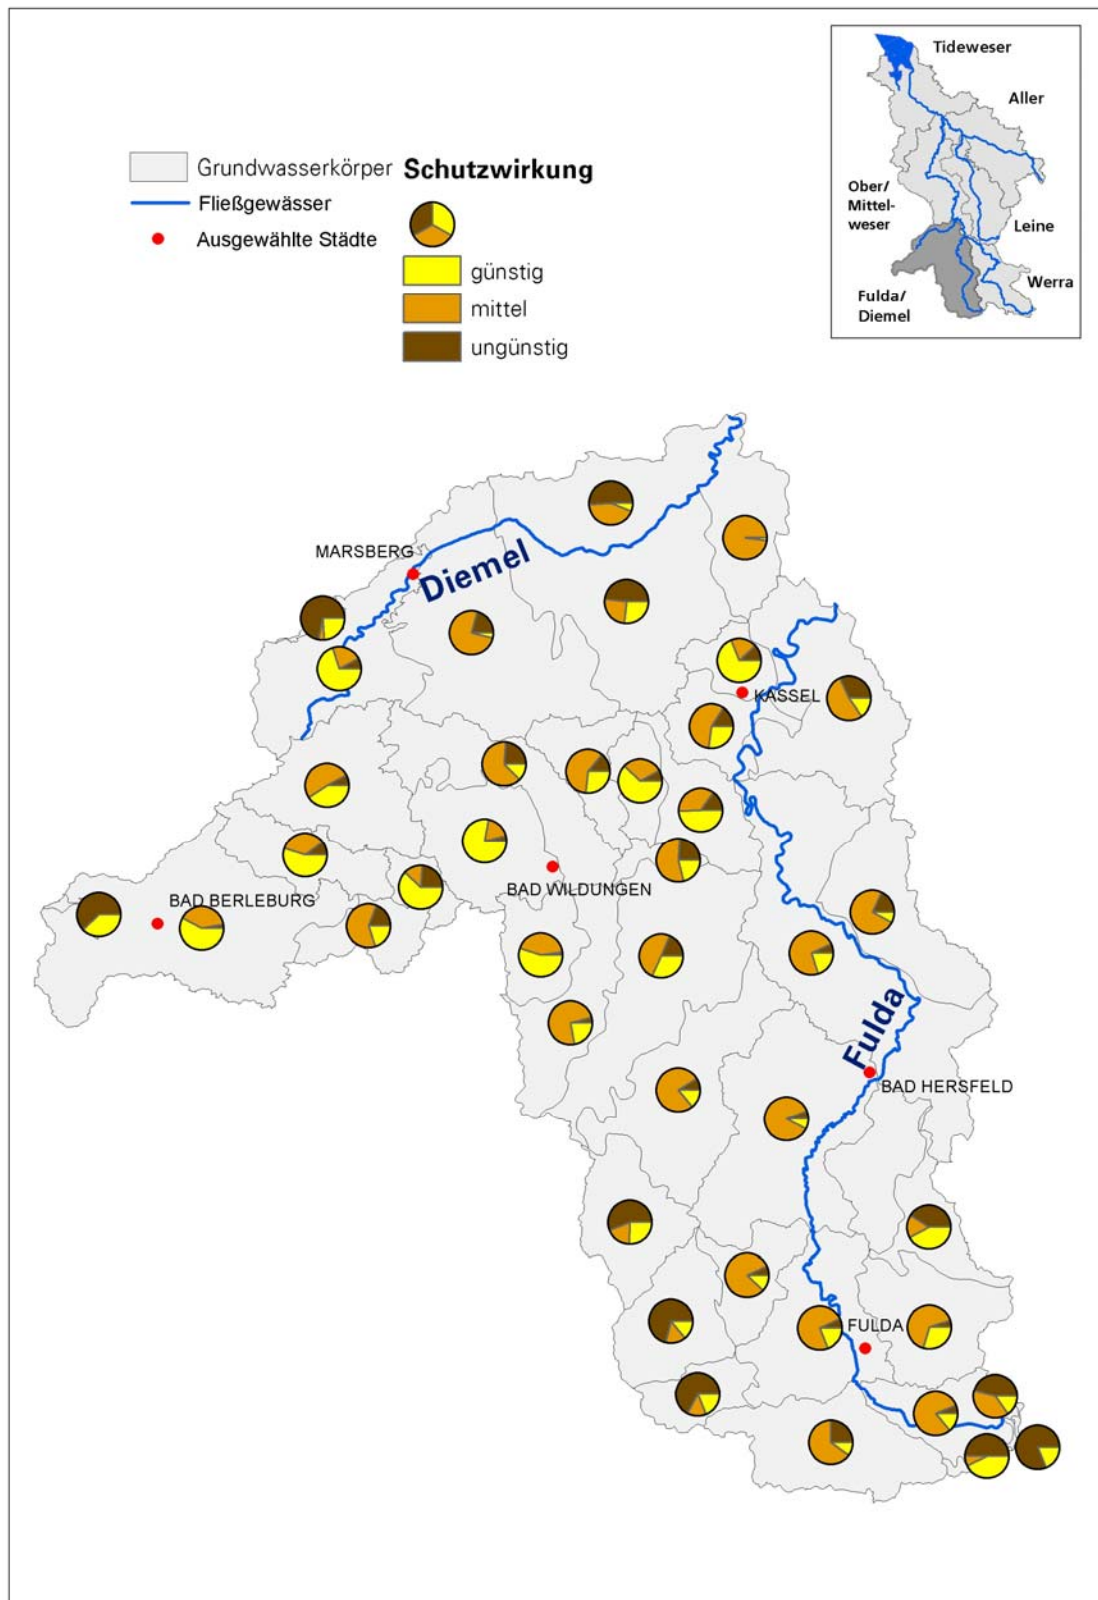 Grundwasserkörper
Fließgewässer
Ausgewählte Städte
Schutzwirkung
günstig
mittel
ungünstig
Tideweser
Aller
Ober/
Mittel-
weser
Leine
Werra
Fulda/
Diemel
MARSBERG
Diemel
KASSEL
BAD WILDUNGEN
BAD BERLEBURG
Fulda
BAD HERSFELD
FULDA